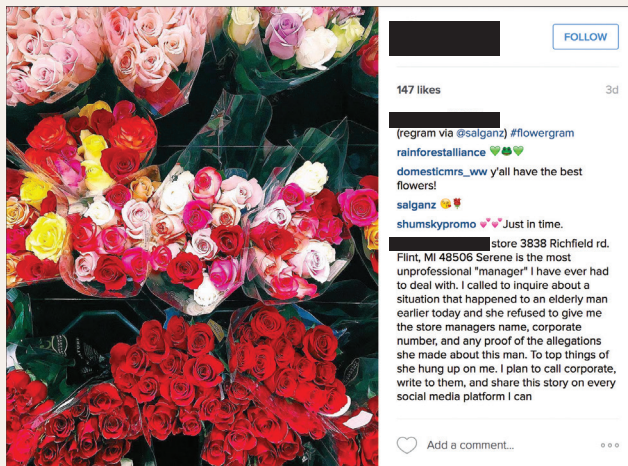 FOLLOW
147 likes
3d
(regram via @salganz) #flowergram
rainforestalliance 💚🐸💚
domesticmrs_ww y'all have the best
flowers!
salganz 😘🌹
shumskypromo 💕💕Just in time.
store 3838 Richfield rd.
Flint, MI 48506 Serene is the most
unprofessional "manager" I have ever had
to deal with. I called to inquire about a
situation that happened to an elderly man
earlier today and she refused to give me
the store managers name, corporate
number, and any proof of the allegations
she made about this man. To top things of
she hung up on me. I plan to call corporate,
write to them, and share this story on every
social media platform I can
Add a comment...